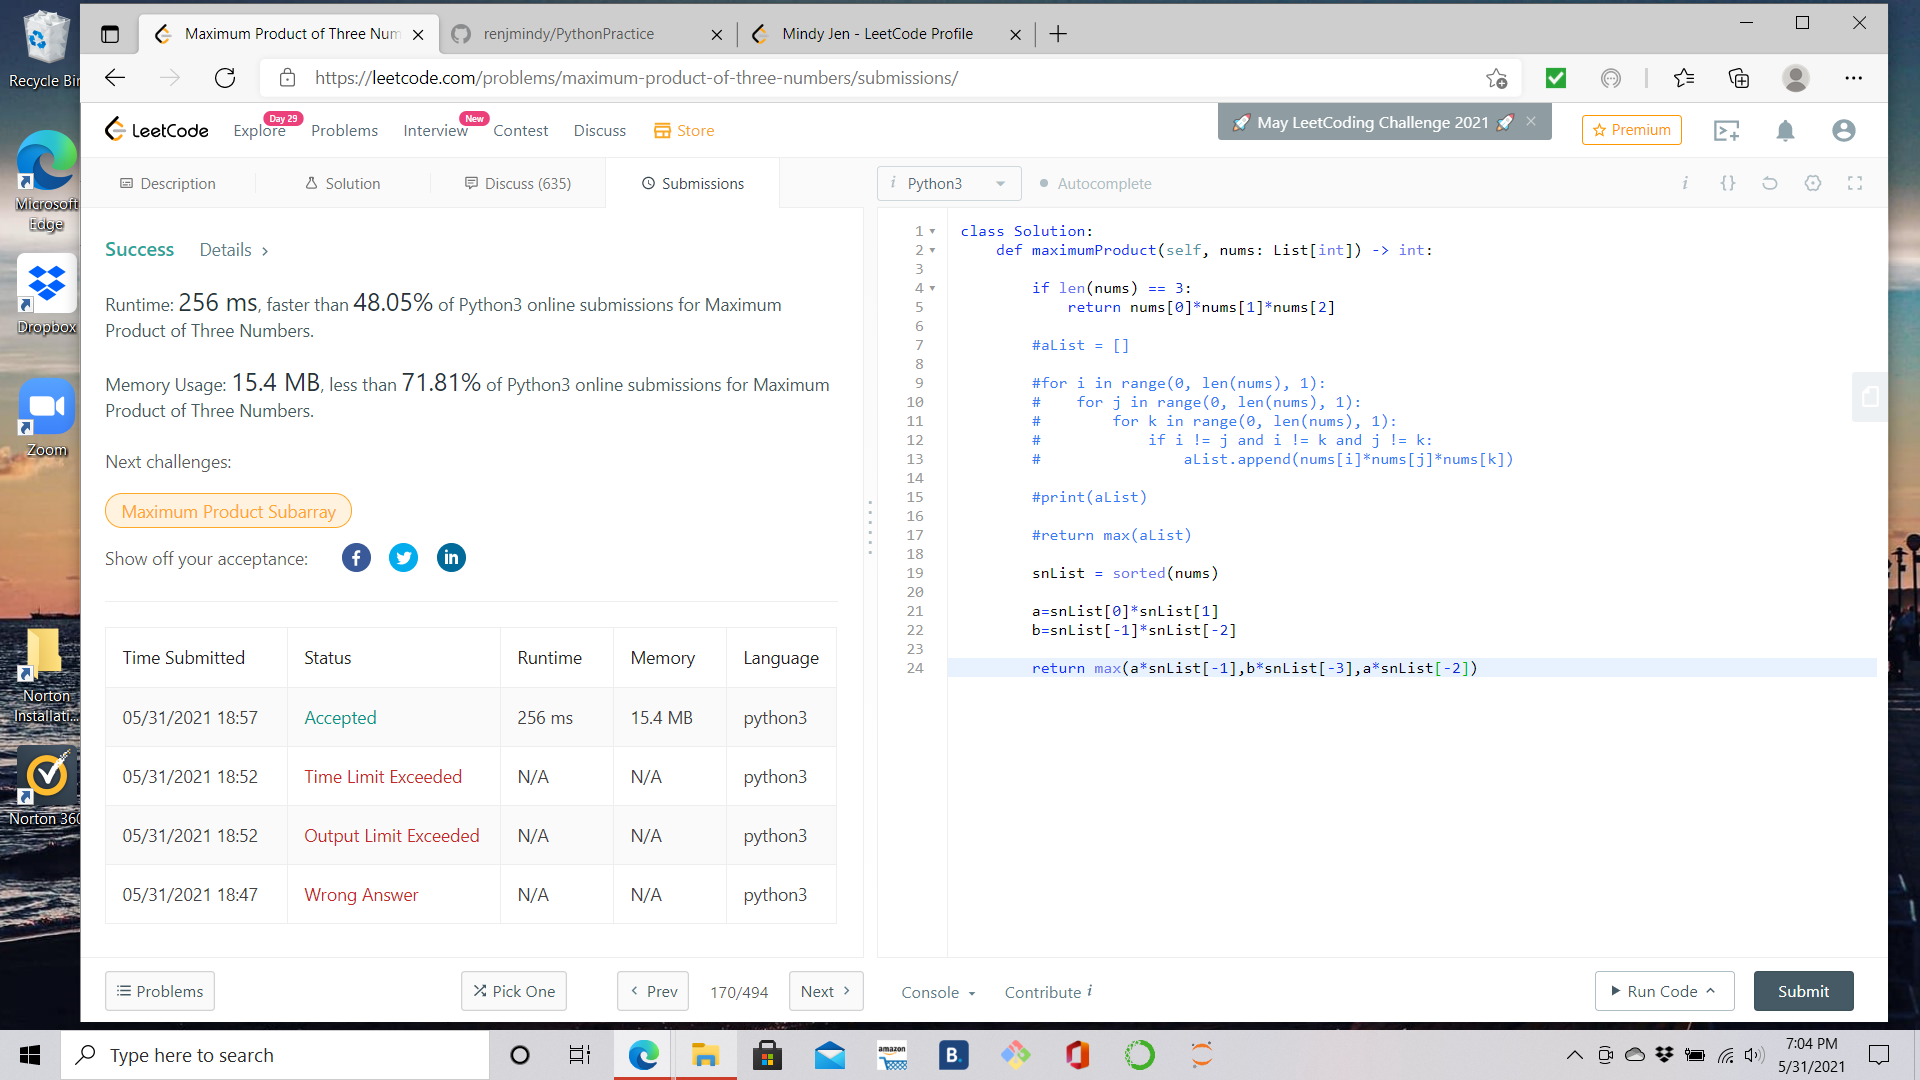 Recycle Bin
Microsoft
Edge
Dropbox
Zoom
Norton
Installati...
Norton 360
Maximum Product of Three Num
renjmindy/PythonPractice
Mindy Jen - LeetCode Profile
https://leetcode.com/problems/maximum-product-of-three-numbers/submissions/
LeetCode
Explore
Day 29
Problems
Interview
New
Contest
Discuss
Store
🚀 May LeetCoding Challenge 2021 🚀
Premium
Description
Solution
Discuss (635)
Submissions
i Python3
Autocomplete
i
{}
Success Details >
Runtime: 256 ms, faster than 48.05% of Python3 online submissions for Maximum
Product of Three Numbers.
Memory Usage: 15.4 MB, less than 71.81% of Python3 online submissions for Maximum
Product of Three Numbers.
Next challenges:
Maximum Product Subarray
Show off your acceptance:
Time Submitted Status Runtime Memory Language
05/31/2021 18:57 Accepted 256 ms 15.4 MB python3
05/31/2021 18:52 Time Limit Exceeded N/A N/A python3
05/31/2021 18:52 Output Limit Exceeded N/A N/A python3
05/31/2021 18:47 Wrong Answer N/A N/A python3
1 class Solution:
2     def maximumProduct(self, nums: List[int]) -> int:
3
4         if len(nums) == 3:
5             return nums[0]*nums[1]*nums[2]
6
7         #aList = []
8
9         #for i in range(0, len(nums), 1):
10         #    for j in range(0, len(nums), 1):
11         #        for k in range(0, len(nums), 1):
12         #            if i != j and i != k and j != k:
13         #                aList.append(nums[i]*nums[j]*nums[k])
14
15         #print(aList)
16
17         #return max(aList)
18
19         snList = sorted(nums)
20
21         a=snList[0]*snList[1]
22         b=snList[-1]*snList[-2]
23
24         return max(a*snList[-1],b*snList[-3],a*snList[-2])
Problems
Pick One
< Prev
170/494
Next >
Console
Contribute i
Run Code
Submit
Type here to search
amazon
B.
7:04 PM
5/31/2021